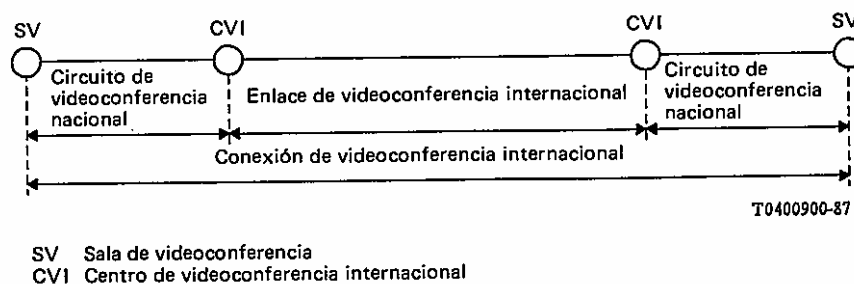 SV CVI CVI SV
Circuito de
videoconferencia
nacional
Enlace de videoconferencia internacional
Circuito de
videoconferencia
nacional
Conexión de videoconferencia internacional
T0400900-87
SV Sala de videoconferencia
CVI Centro de videoconferencia internacional